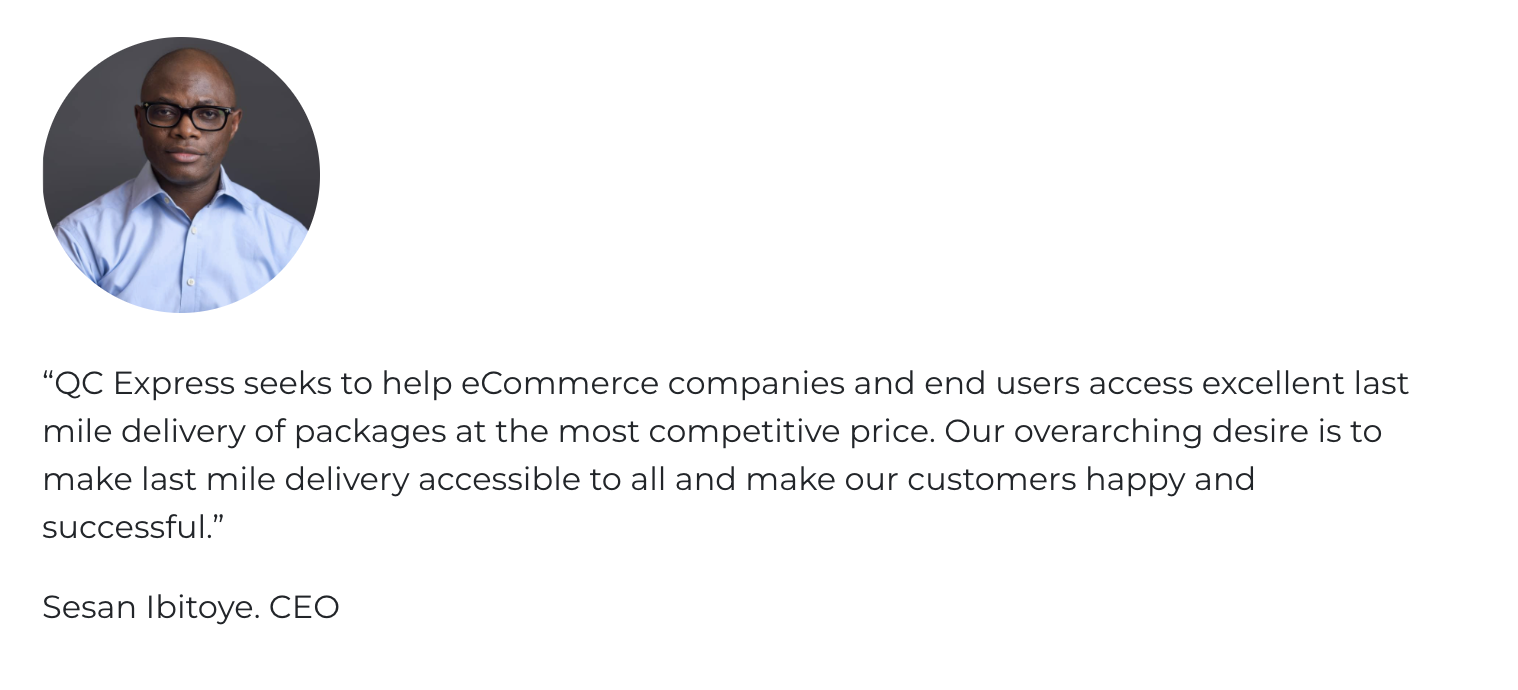 “QC Express seeks to help eCommerce companies and end users access excellent last
mile delivery of packages at the most competitive price. Our overarching desire is to
make last mile delivery accessible to all and make our customers happy and
successful.”
Sesan Ibitoye. CEO